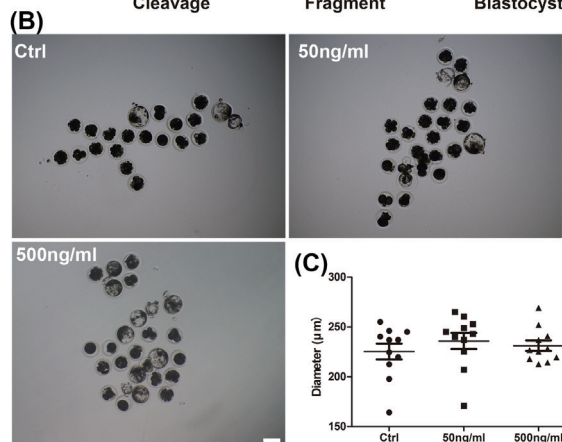 Cleavage Fragment Blastocyst
(B)
Ctrl
50ng/ml
500ng/ml
(C)
Diameter (μm)
300
250
200
150
Ctrl 50ng/ml 500ng/ml